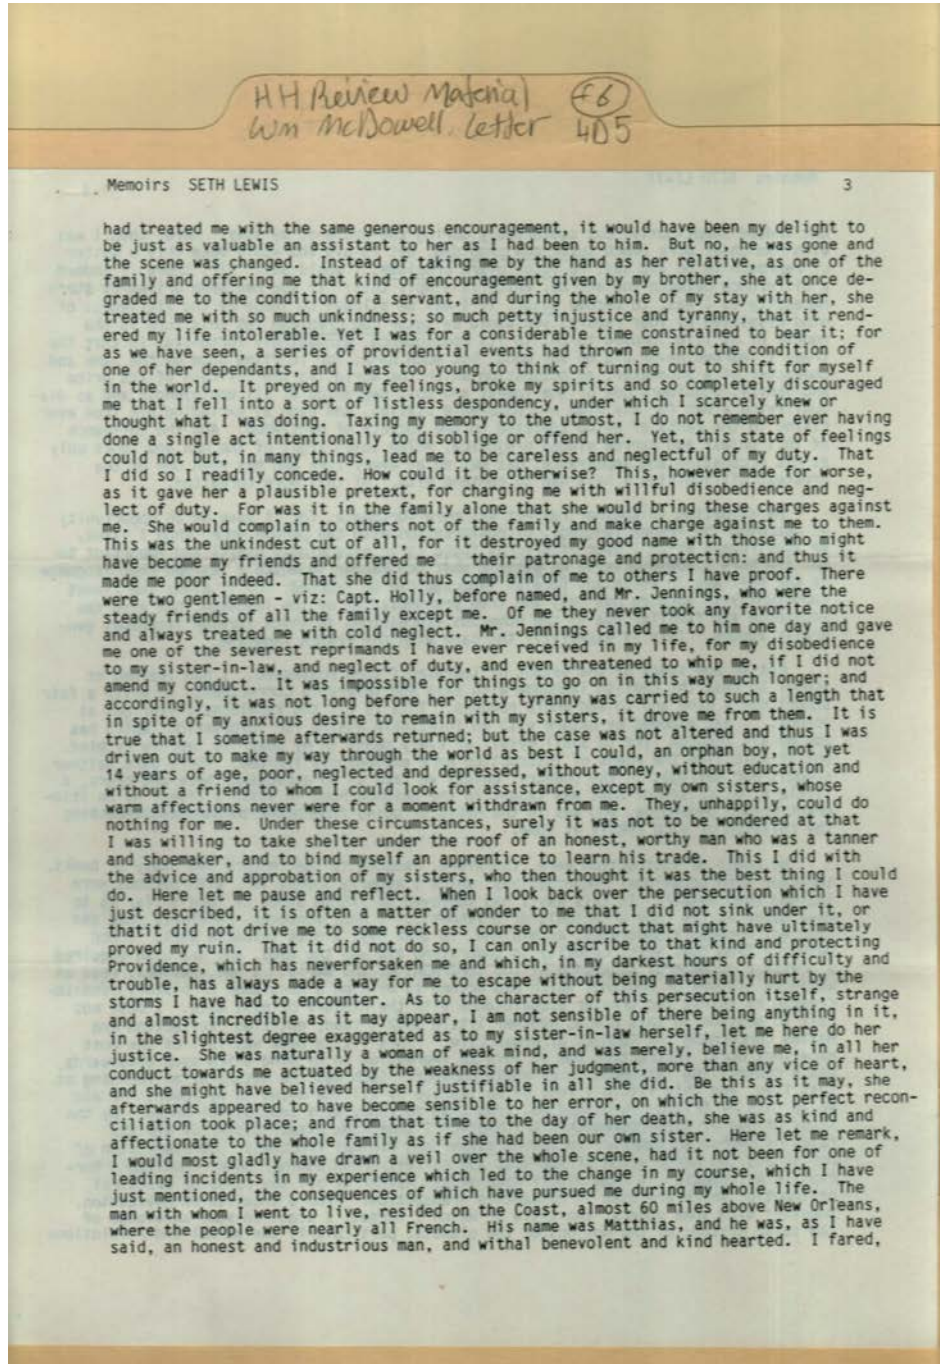 HH Review Material f6
Wm McDowell. Letter 4D5
Memoirs SETH LEWIS 3
had treated me with the same generous encouragement, it would have been my delight to
be just as valuable an assistant to her as I had been to him. But no, he was gone and
the scene was changed. Instead of taking me by the hand as her relative, as one of the
family and offering me that kind of encouragement given by my brother, she at once de-
graded me to the condition of a servant, and during the whole of my stay with her, she
treated me with so much unkindness; so much petty injustice and tyranny, that it rend-
ered my life intolerable. Yet I was for a considerable time constrained to bear it; for
as we have seen, a series of providential events had thrown me into the condition of
one of her dependants, and I was too young to think of turning out to shift for myself
in the world. It preyed on my feelings, broke my spirits and so completely discouraged
me that I fell into a sort of listless despondency, under which I scarcely knew or
thought what I was doing. Taxing my memory to the utmost, I do not remember ever having
done a single act intentionally to disoblige or offend her. Yet, this state of feelings
could not but, in many things, lead me to be careless and neglectful of my duty. That
I did so I readily concede. How could it be otherwise? This, however made for worse,
as it gave her a plausible pretext, for charging me with willful disobedience and neg-
lect of duty. For was it in the family alone that she would bring these charges against
me. She would complain to others not of the family and make charge against me to them.
This was the unkindest cut of all, for it destroyed my good name with those who might
have become my friends and offered me their patronage and protection: and thus it
made me poor indeed. That she did thus complain of me to others I have proof. There
were two gentlemen - viz: Capt. Holly, before named, and Mr. Jennings, who were the
steady friends of all the family except me. Of me they never took any favorite notice
and always treated me with cold neglect. Mr. Jennings called me to him one day and gave
me one of the severest reprimands I have ever received in my life, for my disobedience
to my sister-in-law, and neglect of duty, and even threatened to whip me, if I did not
amend my conduct. It was impossible for things to go on in this way much longer; and
accordingly, it was not long before her petty tyranny was carried to such a length that
in spite of my anxious desire to remain with my sisters, it drove me from them. It is
true that I sometime afterwards returned; but the case was not altered and thus I was
driven out to make my way through the world as best I could, an orphan boy, not yet
14 years of age, poor, neglected and depressed, without money, without education and
without a friend to whom I could look for assistance, except my own sisters, whose
warm affections never were for a moment withdrawn from me. They, unhappily, could do
nothing for me. Under these circumstances, surely it was not to be wondered at that
I was willing to take shelter under the roof of an honest, worthy man who was a tanner
and shoemaker, and to bind myself an apprentice to learn his trade. This I did with
the advice and approbation of my sisters, who then thought it was the best thing I could
do. Here let me pause and reflect. When I look back over the persecution which I have
just described, it is often a matter of wonder to me that I did not sink under it, or
thatit did not drive me to some reckless course or conduct that might have ultimately
proved my ruin. That it did not do so, I can only ascribe to that kind and protecting
Providence, which has neverforsaken me and which, in my darkest hours of difficulty and
trouble, has always made a way for me to escape without being materially hurt by the
storms I have had to encounter. As to the character of this persecution itself, strange
and almost incredible as it may appear, I am not sensible of there being anything in it,
in the slightest degree exaggerated as to my sister-in-law herself, let me here do her
justice. She was naturally a woman of weak mind, and was merely, believe me, in all her
conduct towards me actuated by the weakness of her judgment, more than any vice of heart,
and she might have believed herself justifiable in all she did. Be this as it may, she
afterwards appeared to have become sensible to her error, on which the most perfect recon-
ciliation took place; and from that time to the day of her death, she was as kind and
affectionate to the whole family as if she had been our own sister. Here let me remark,
I would most gladly have drawn a veil over the whole scene, had it not been for one of
leading incidents in my experience which led to the change in my course, which I have
just mentioned, the consequences of which have pursued me during my whole life. The
man with whom I went to live, resided on the Coast, almost 60 miles above New Orleans,
where the people were nearly all French. His name was Matthias, and he was, as I have
said, an honest and industrious man, and withal benevolent and kind hearted. I fared,